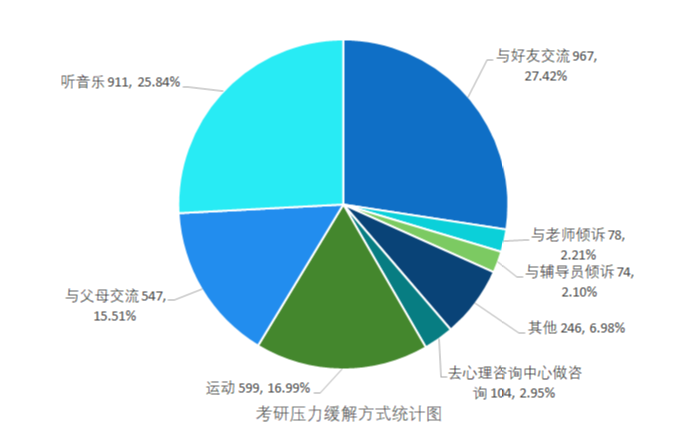 与好友交流 967,
27.42%
听音乐 911, 25.84%
与老师倾诉 78,
2.21%
与辅导员倾诉 74,
2.10%
与父母交流 547,
15.51%
其他 246, 6.98%
去心理咨询中心做咨
询 104, 2.95%
运动 599, 16.99%
考研压力缓解方式统计图